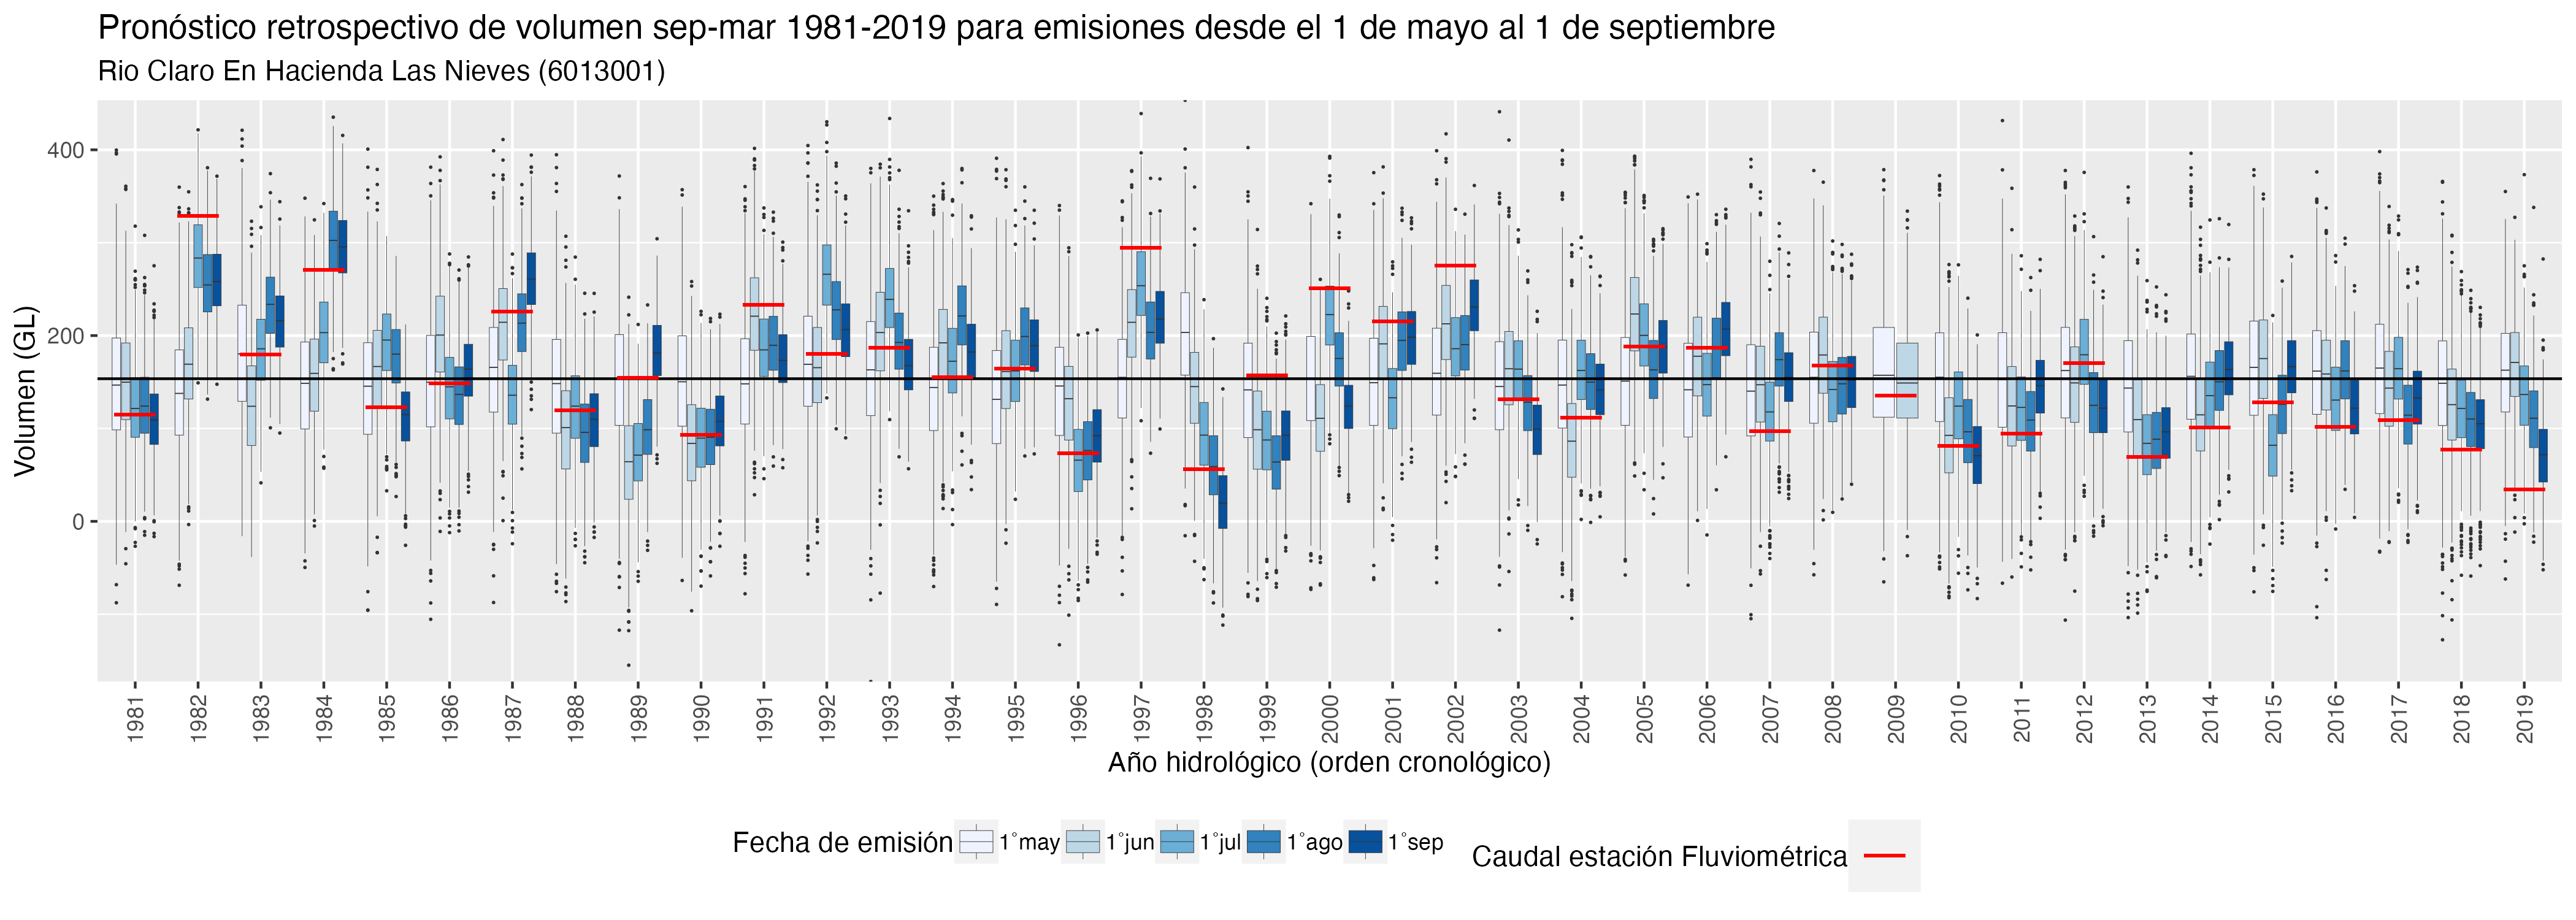 Pronóstico retrospectivo de volumen sep-mar 1981-2019 para emisiones desde el 1 de mayo al 1 de septiembre
Rio Claro En Hacienda Las Nieves (6013001)
Volumen (GL)
400
200
0
1981 1982 1983 1984 1985 1986 1987 1988 1989 1990 1991 1992 1993 1994 1995 1996 1997 1998 1999 2000 2001 2002 2003 2004 2005 2006 2007 2008 2009 2010 2011 2012 2013 2014 2015 2016 2017 2018 2019
Año hidrológico (orden cronológico)
Fecha de emisión 1°may 1°jun 1°jul 1°ago 1°sep Caudal estación Fluviométrica